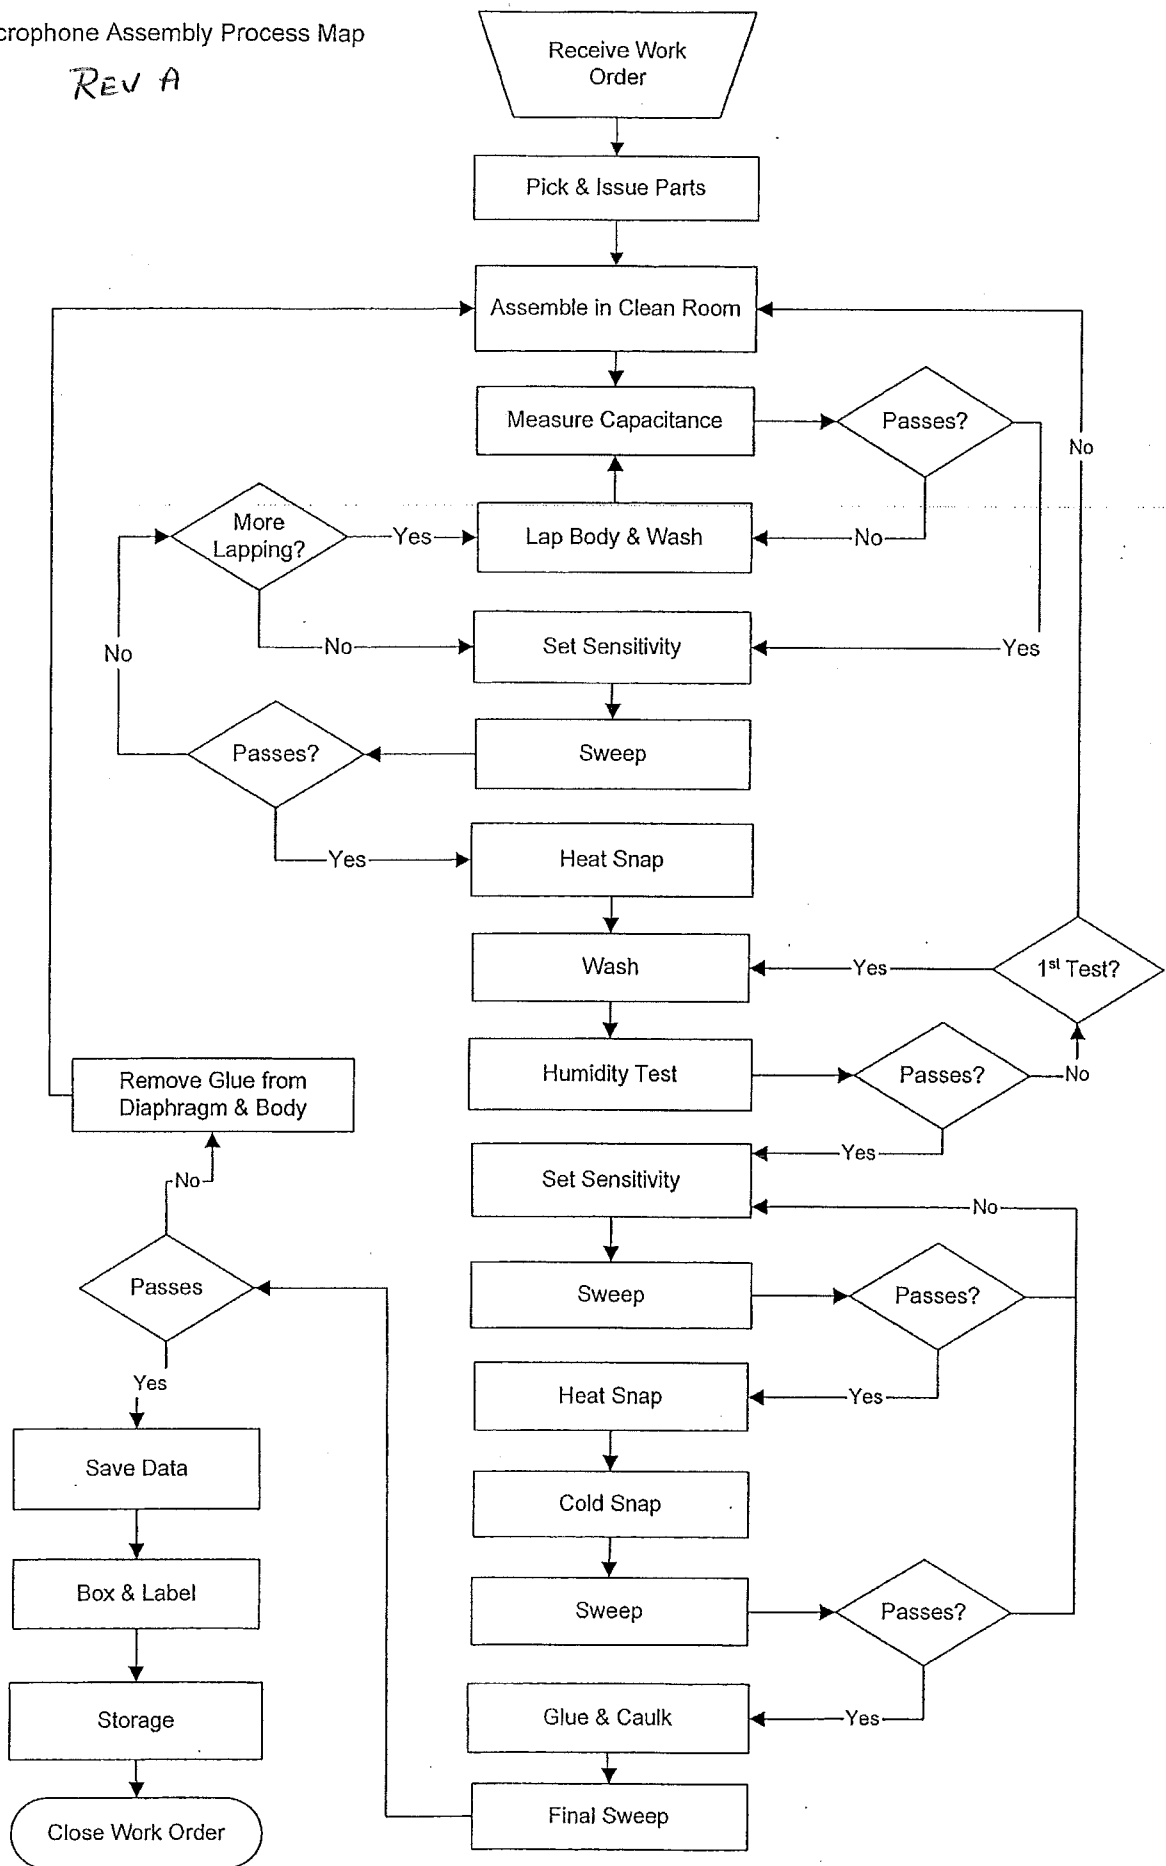 crophone Assembly Process Map
REV A
Receive Work
Order
Pick & Issue Parts
Assemble in Clean Room
Measure Capacitance
Passes?
No
More
Lapping?
Yes
Lap Body & Wash
No
No
No
Set Sensitivity
Yes
Passes?
Sweep
Yes
Heat Snap
Wash
Yes
1st Test?
Remove Glue from
Diaphragm & Body
Humidity Test
Passes?
No
Yes
No
Set Sensitivity
No
Passes
Sweep
Passes?
Yes
Heat Snap
Yes
Save Data
Cold Snap
Box & Label
Sweep
Passes?
Storage
Glue & Caulk
Yes
Close Work Order
Final Sweep